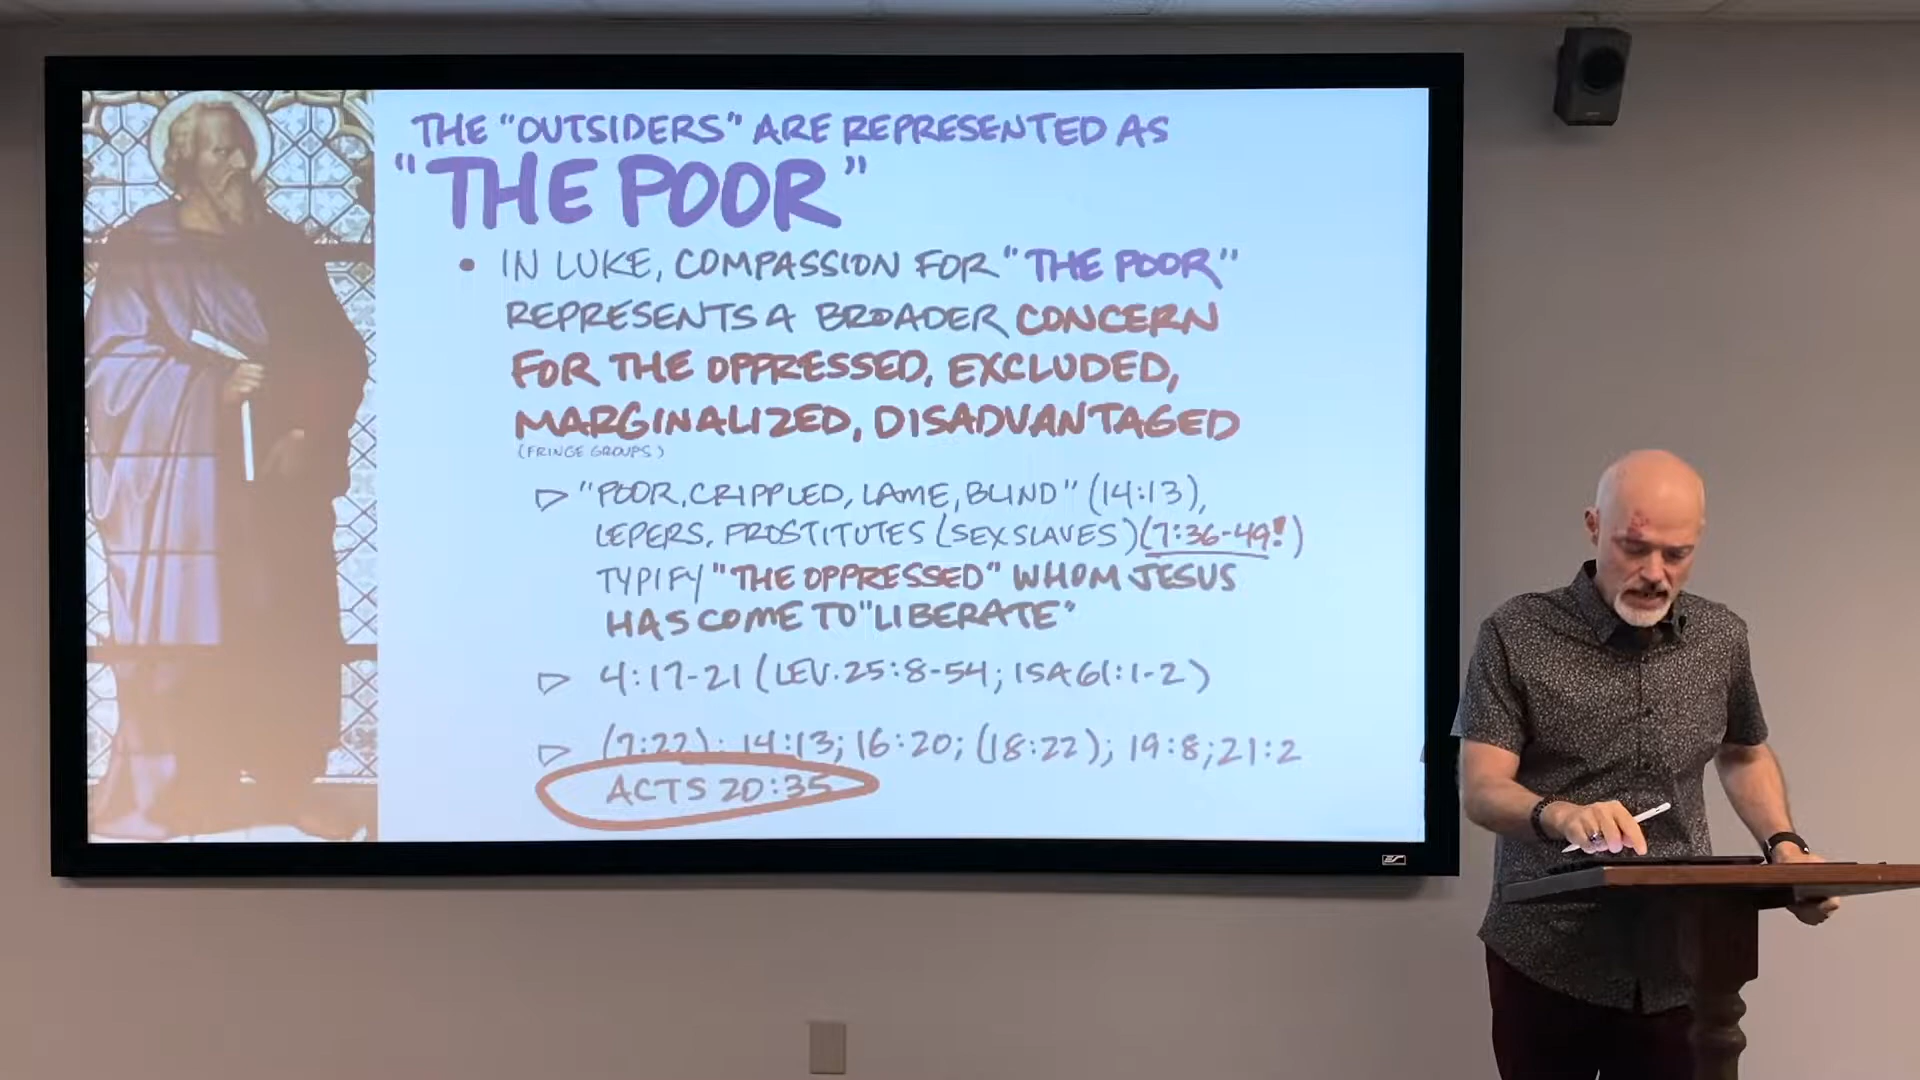 THE "OUTSIDERS" ARE REPRESENTED AS
"THE POOR"
• IN LUKE, COMPASSION FOR "THE POOR"
REPRESENTS A BROADER CONCERN
FOR THE OPPRESSED, EXCLUDED,
MARGINALIZED, DISADVANTAGED
(FRINGE GROUPS)
▷ "POOR, CRIPPLED, LAME, BLIND" (14:13),
LEPERS, PROSTITUTES (SEX SLAVES) (7:36-49!)
TYPIFY "THE OPPRESSED" WHOM JESUS
HAS COME TO "LIBERATE"
▷ 4:17-21 (LEV. 25:8-54; ISA 61:1-2)
▷ (7:22); 14:13; 16:20; (18:22); 19:8; 21:2
ACTS 20:35